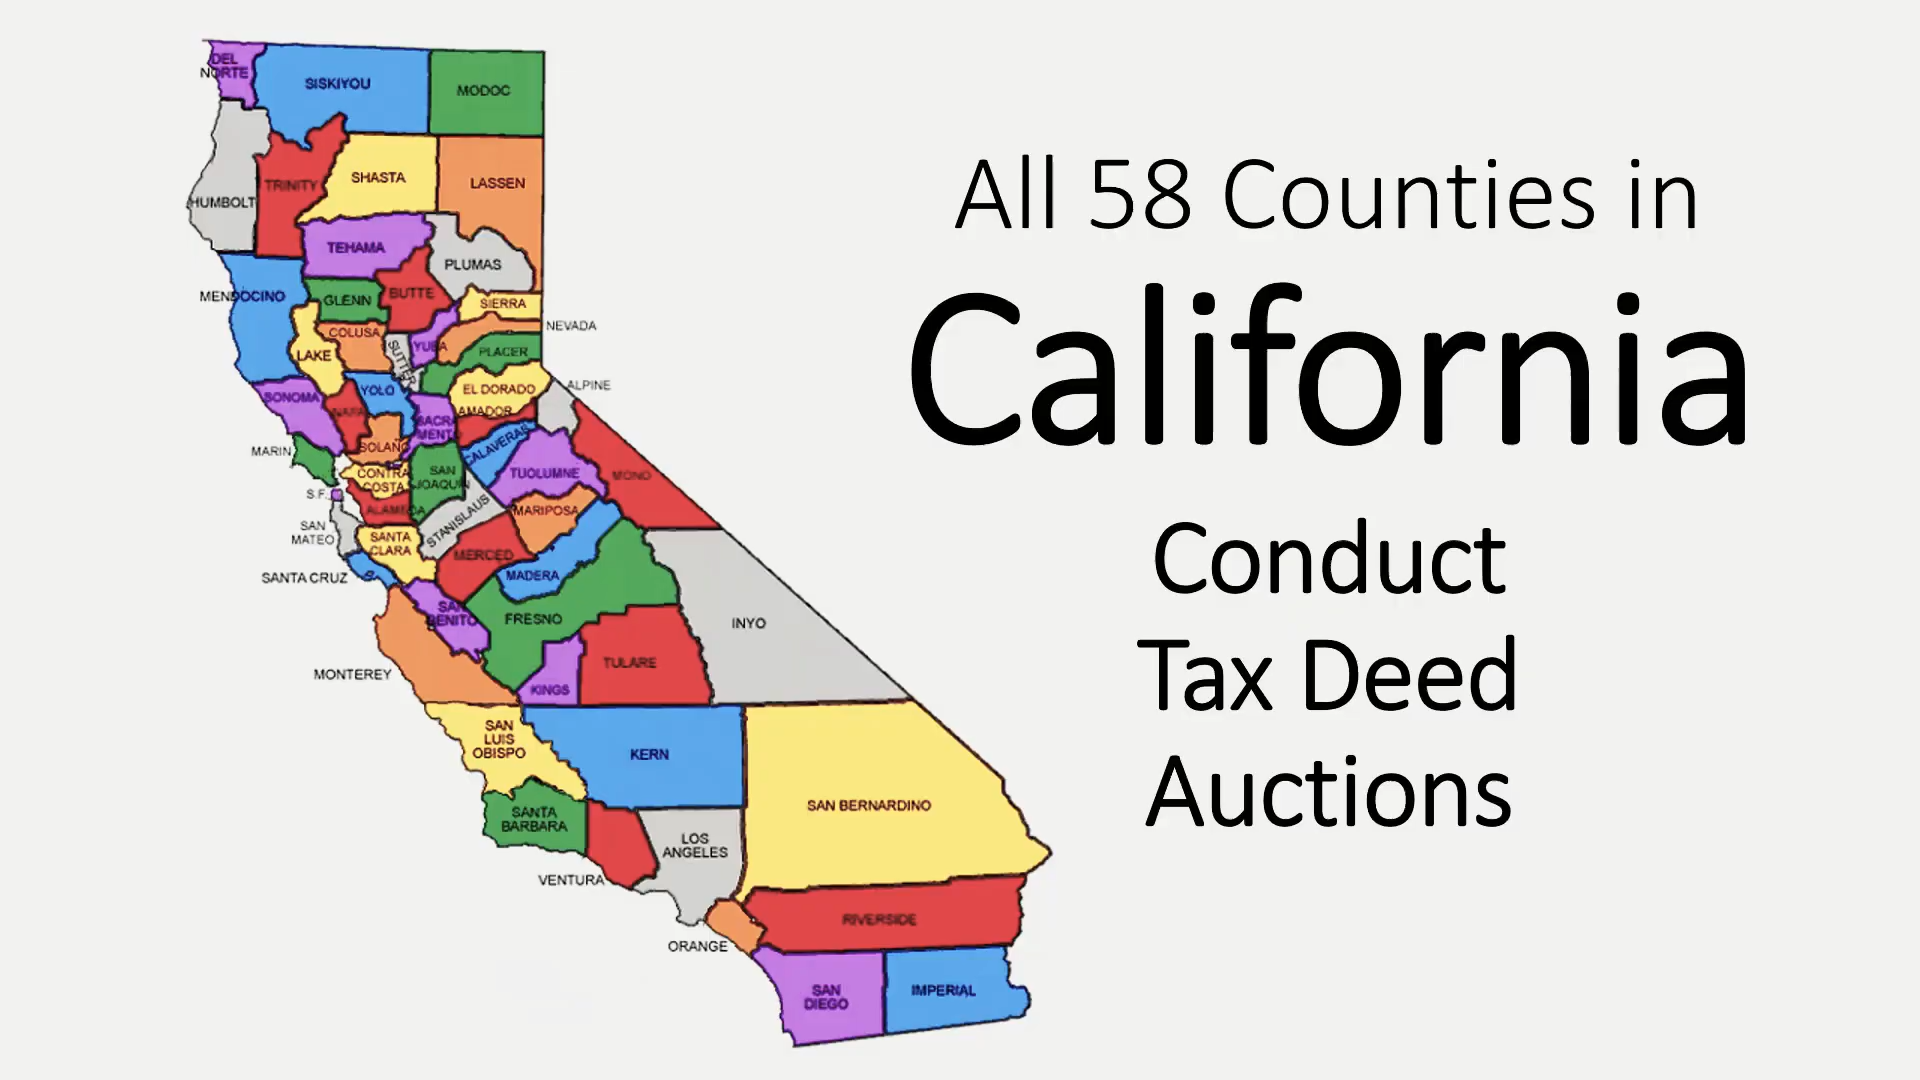 All 58 Counties in
California
Conduct
Tax Deed
Auctions
DEL
NORTE
SISKIYOU
MODOC
HUMBOLT
TRINITY
SHASTA
LASSEN
TEHAMA
PLUMAS
MENDOCINO
GLENN
BUTTE
SIERRA
NEVADA
COLUSA
LAKE
SUTTER
YUBA
PLACER
EL DORADO
ALPINE
SONOMA
NAPA
YOLO
SACRA
MENTO
AMADOR
MARIN
SOLANO
CALAVERAS
CONTRA
COSTA
SAN
JOAQUIN
TUOLUMNE
MONO
S.F.
ALAMEDA
STANISLAUS
MARIPOSA
SAN
MATEO
SANTA
CLARA
MERCED
SANTA CRUZ
MADERA
SAN
BENITO
FRESNO
INYO
MONTEREY
KINGS
TULARE
SAN
LUIS
OBISPO
KERN
SAN BERNARDINO
SANTA
BARBARA
VENTURA
LOS
ANGELES
ORANGE
RIVERSIDE
SAN
DIEGO
IMPERIAL